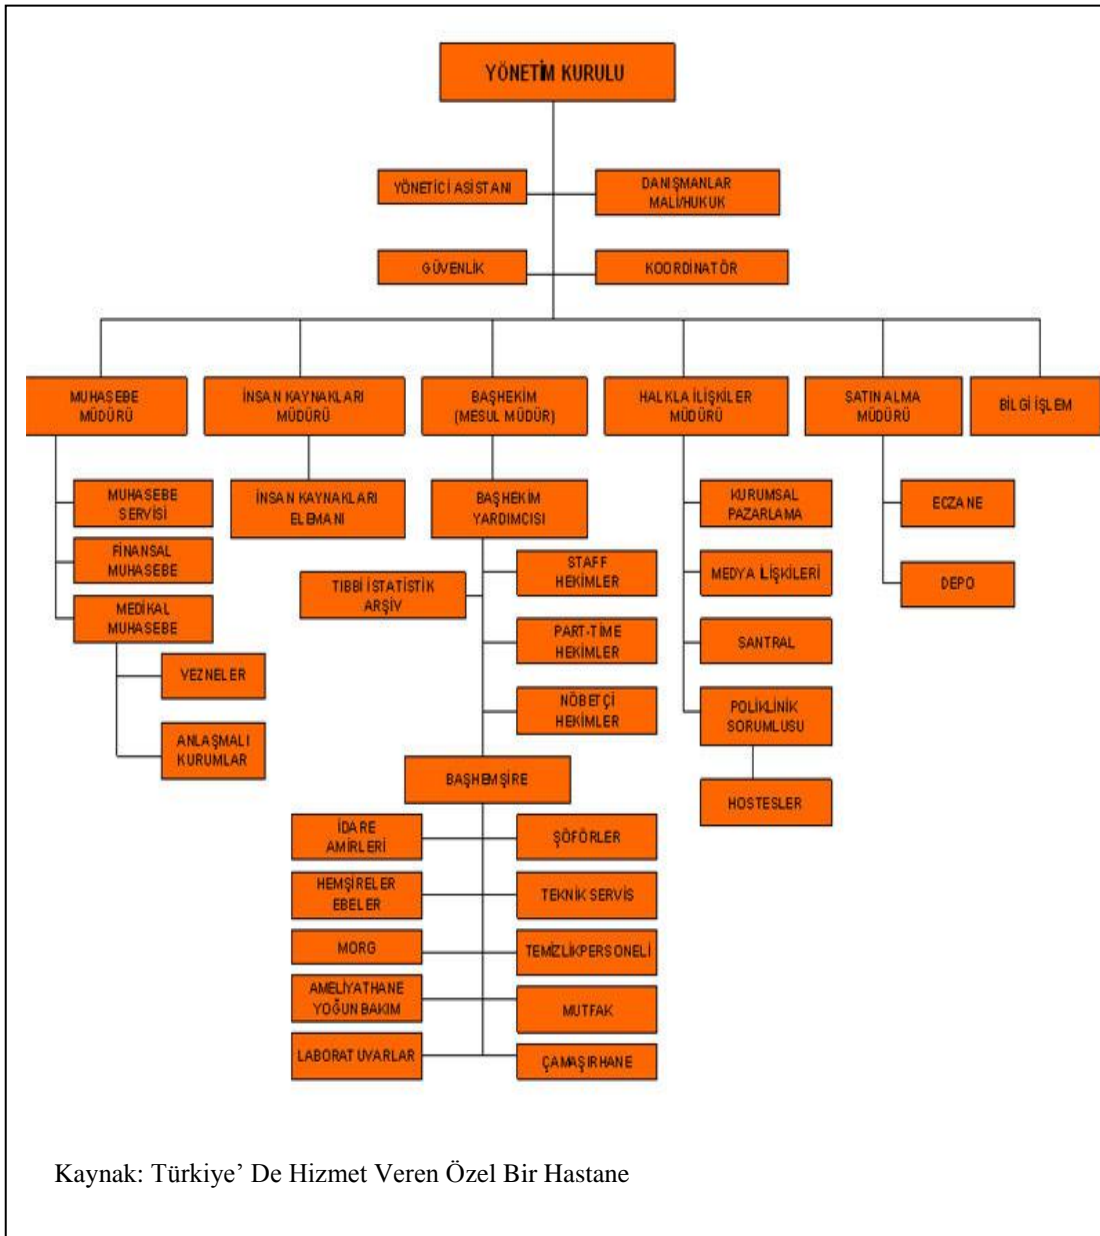 YÖNETİM KURULU
YÖNETİCİ ASİSTANI
DANIŞMANLAR
MALİ/HUKUK
GÜVENLİK
KOORDİNATÖR
MUHASEBE
MÜDÜRÜ
İNSAN KAYNAKLARI
MÜDÜRÜ
BAŞHEKİM
(MESUL MÜDÜR)
HALKLA İLİŞKİLER
MÜDÜRÜ
SATIN ALMA
MÜDÜRÜ
BİLGİ İŞLEM
MUHASEBE
SERVİSİ
FİNANSAL
MUHASEBE
MEDİKAL
MUHASEBE
VEZNELER
ANLAŞMALI
KURUMLAR
İNSAN KAYNAKLARI
ELEMANI
BAŞHEKİM
YARDIMCISI
TIBBİ İSTATİSTİK
ARŞİV
STAFF
HEKİMLER
PART-TİME
HEKİMLER
NÖBETÇİ
HEKİMLER
BAŞHEMŞİRE
İDARE
AMİRLERİ
ŞÖFÖRLER
HEMŞİRELER
EBELER
TEKNİK SERVİS
MORG
TEMİZLİK PERSONELİ
AMELİYATHANE
YOĞUN BAKIM
MUTFAK
LABORATUVARLAR
ÇAMAŞIRHANE
KURUMSAL
PAZARLAMA
MEDYA İLİŞKİLERİ
SANTRAL
POLİKLİNİK
SORUMLUSU
HOSTESLER
ECZANE
DEPO
Kaynak: Türkiye’ De Hizmet Veren Özel Bir Hastane